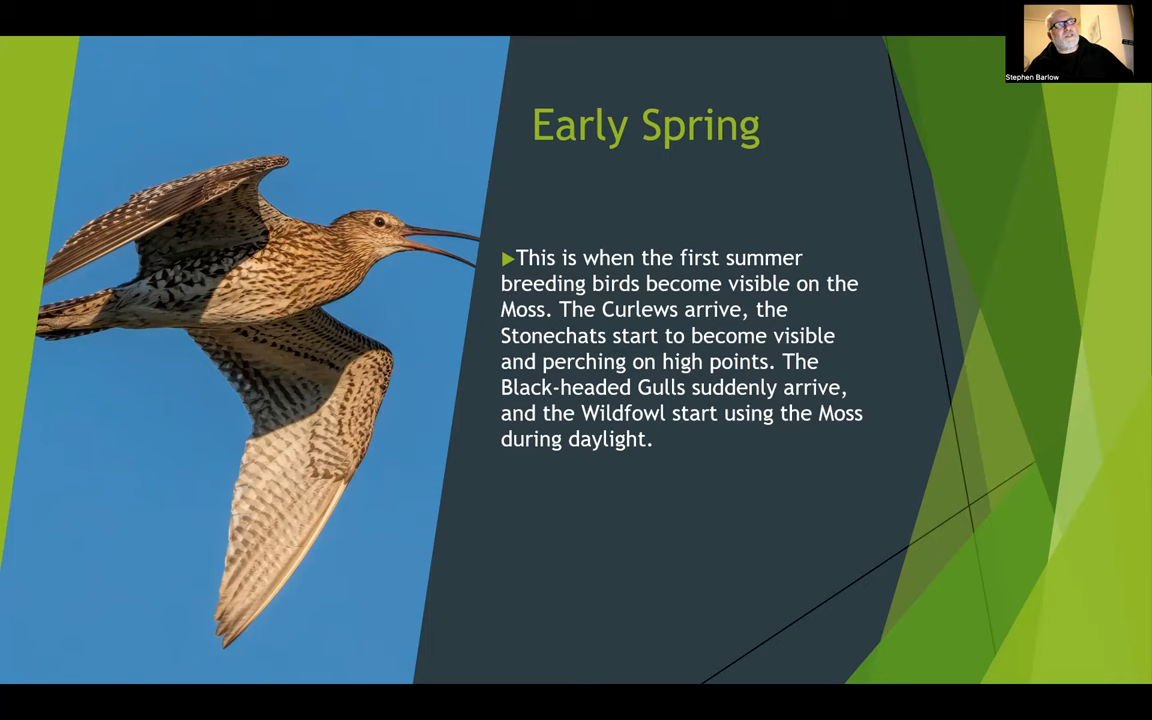 Stephen Barlow
Early Spring
This is when the first summer
breeding birds become visible on the
Moss. The Curlews arrive, the
Stonechats start to become visible
and perching on high points. The
Black-headed Gulls suddenly arrive,
and the Wildfowl start using the Moss
during daylight.